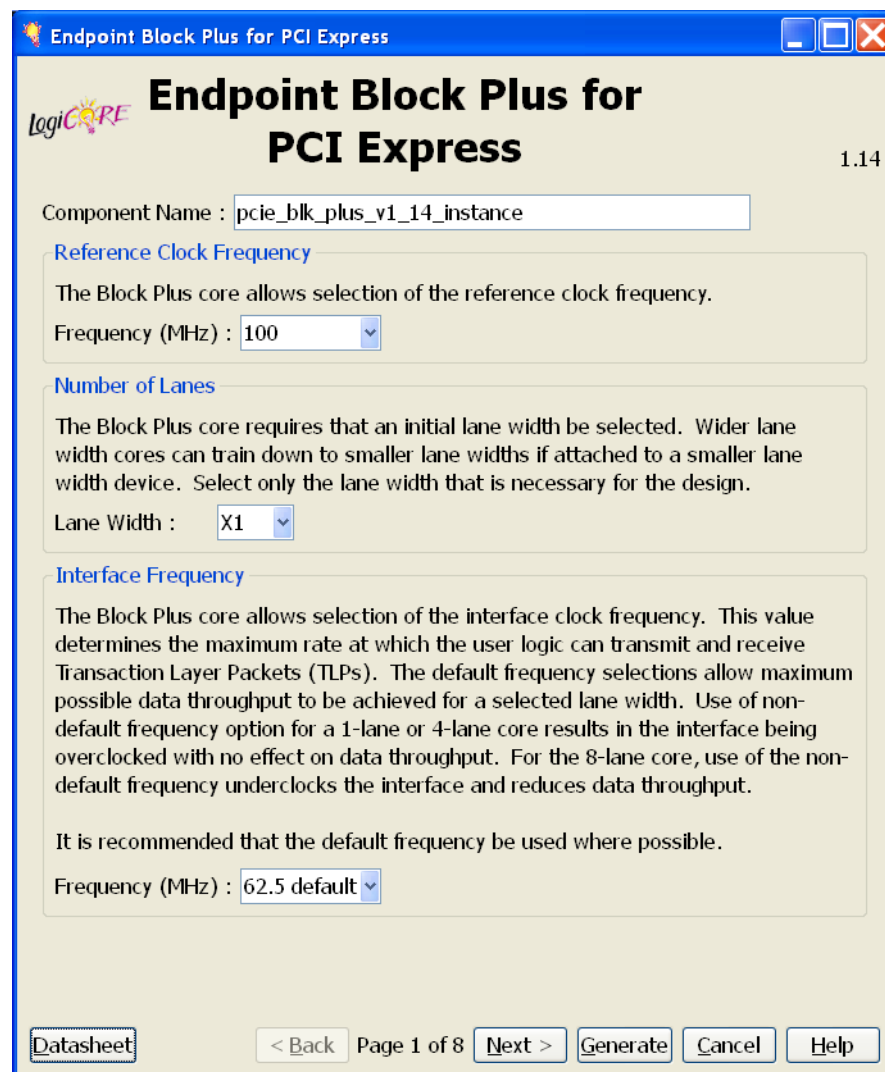 Endpoint Block Plus for PCI Express
LogiCORE
Endpoint Block Plus for
PCI Express
1.14
Component Name : pcie_blk_plus_v1_14_instance
Reference Clock Frequency
The Block Plus core allows selection of the reference clock frequency.
Frequency (MHz) : 100
Number of Lanes
The Block Plus core requires that an initial lane width be selected. Wider lane
width cores can train down to smaller lane widths if attached to a smaller lane
width device. Select only the lane width that is necessary for the design.
Lane Width : X1
Interface Frequency
The Block Plus core allows selection of the interface clock frequency. This value
determines the maximum rate at which the user logic can transmit and receive
Transaction Layer Packets (TLPs). The default frequency selections allow maximum
possible data throughput to be achieved for a selected lane width. Use of non-
default frequency option for a 1-lane or 4-lane core results in the interface being
overclocked with no effect on data throughput. For the 8-lane core, use of the non-
default frequency underclocks the interface and reduces data throughput.
It is recommended that the default frequency be used where possible.
Frequency (MHz) : 62.5 default
Datasheet < Back Page 1 of 8 Next > Generate Cancel Help